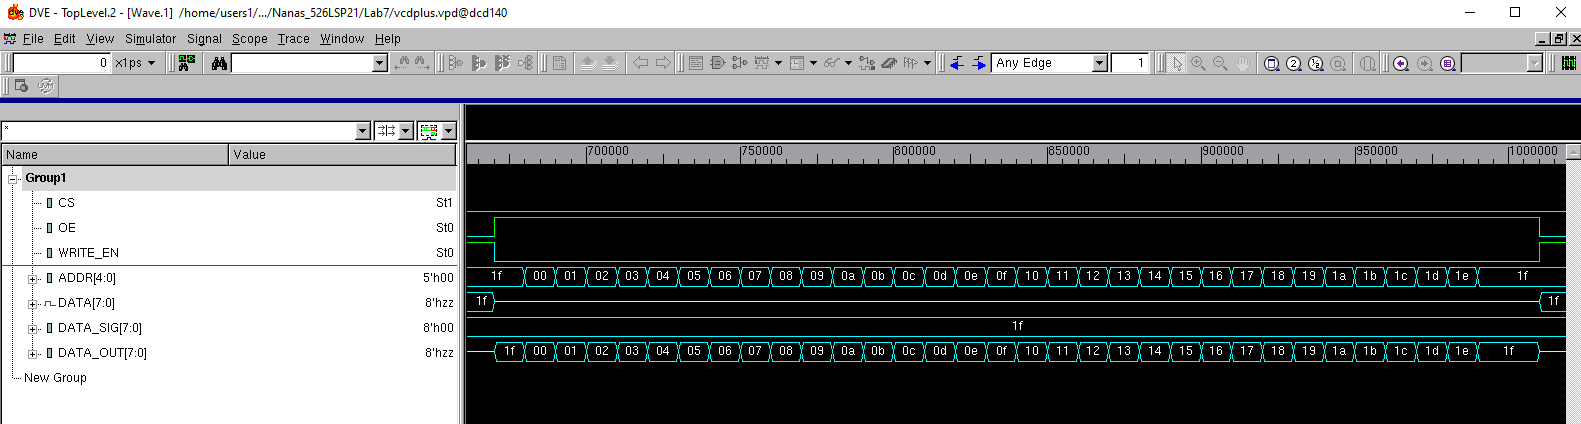 DVE - TopLevel.2 - [Wave.1] /home/users1/.../Nanas_526LSP21/Lab7/vcdplus.vpd@dcd140
File Edit View Simulator Signal Scope Trace Window Help
0 x1ps Any Edge 1 2
*
Name Value 700000 750000 800000 850000 900000 950000 1000000
Group1
CS St1
OE St0
WRITE_EN St0
ADDR[4:0] 5'h00 1f 00 01 02 03 04 05 06 07 08 09 0a 0b 0c 0d 0e 0f 10 11 12 13 14 15 16 17 18 19 1a 1b 1c 1d 1e 1f
DATA[7:0] 8'hzz 1f 1f
DATA_SIG[7:0] 8'h00 1f
DATA_OUT[7:0] 8'hzz 1f 00 01 02 03 04 05 06 07 08 09 0a 0b 0c 0d 0e 0f 10 11 12 13 14 15 16 17 18 19 1a 1b 1c 1d 1e 1f
New Group